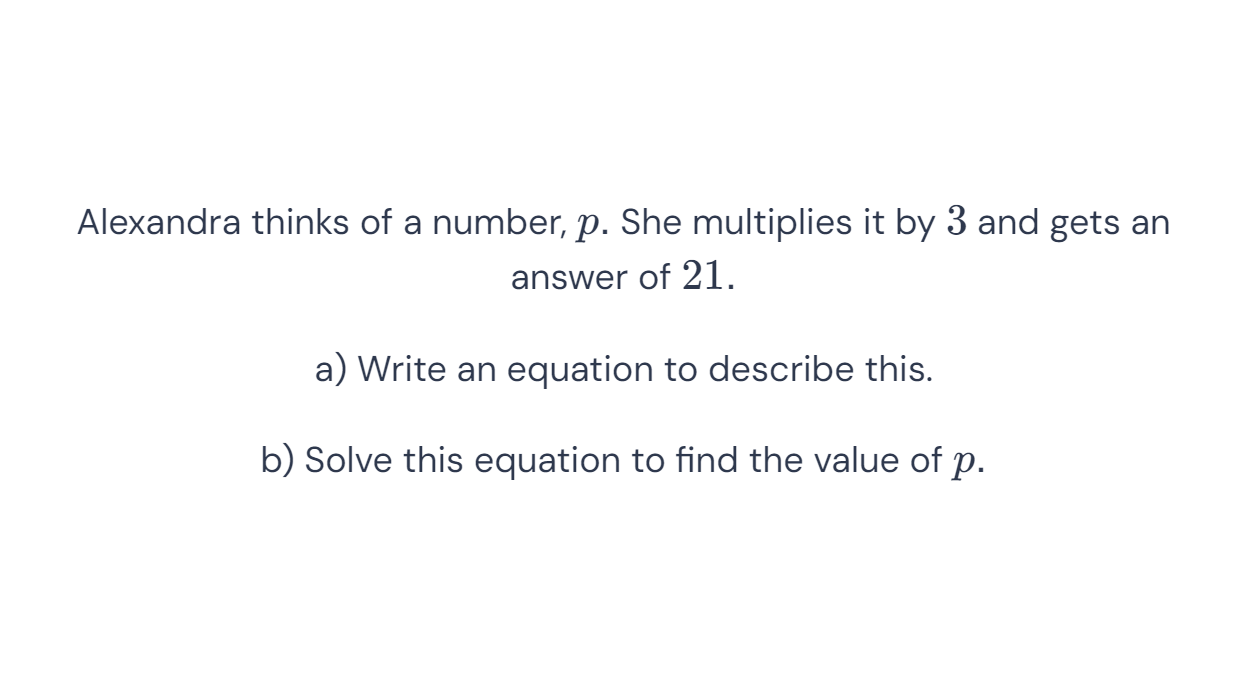 Alexandra thinks of a number, p. She multiplies it by 3 and gets an
answer of 21.
a) Write an equation to describe this.
b) Solve this equation to find the value of p.